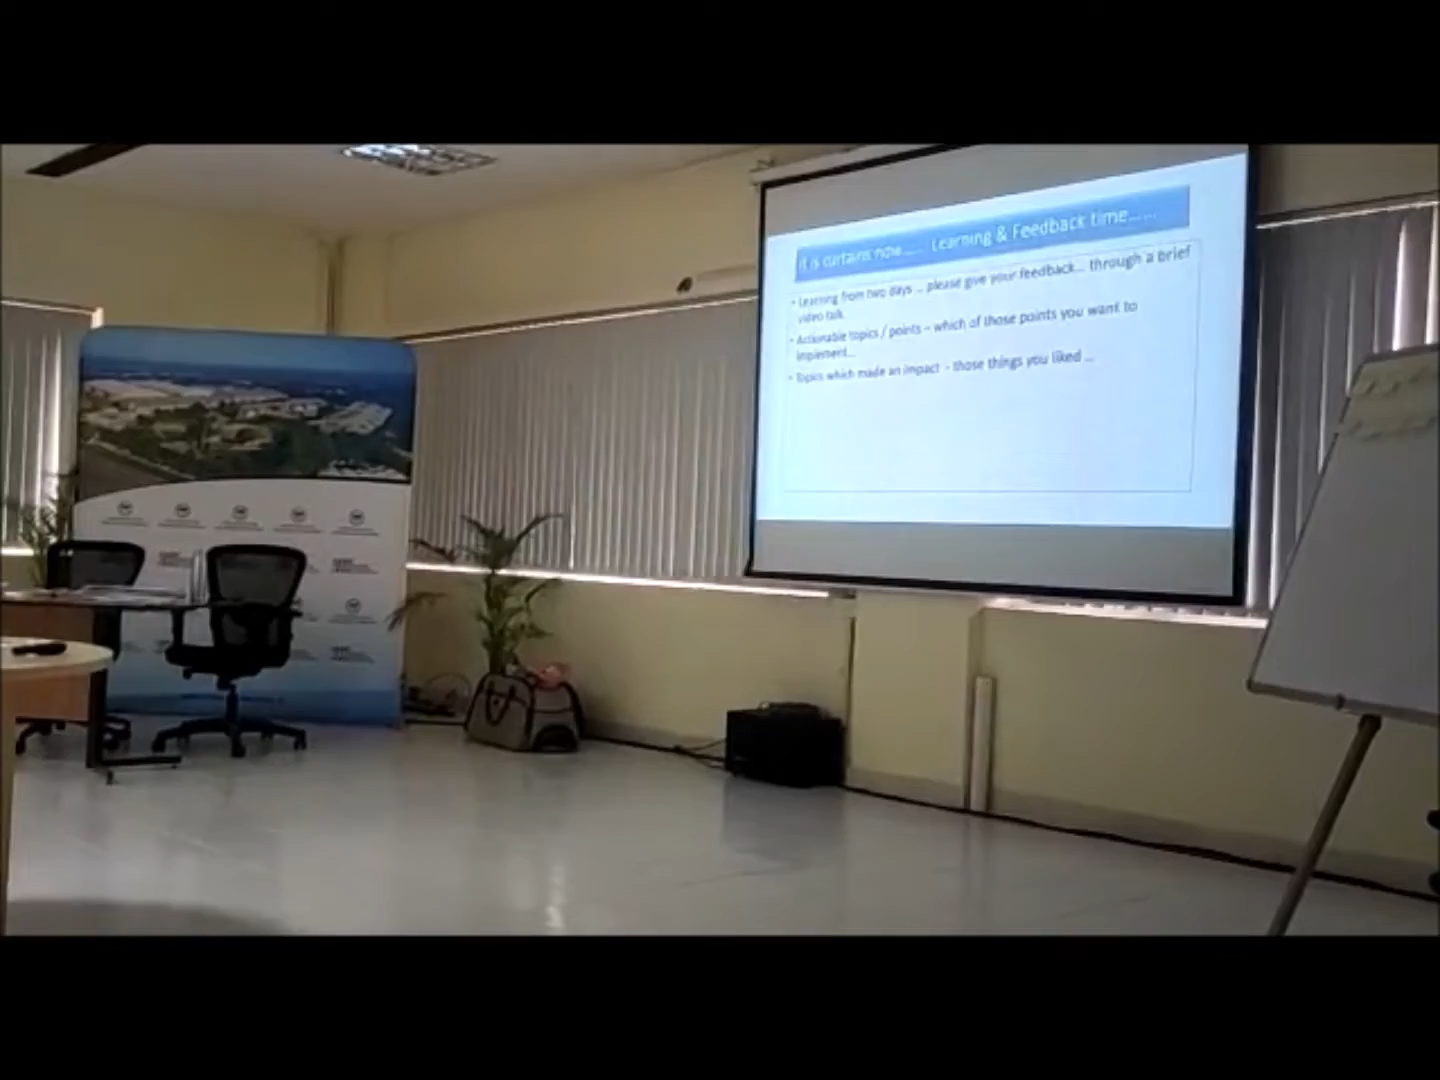 It is curtains now...... Learning & Feedback time......
• Learning from two days ... please give your feedback... through a brief
video talk.
• Actionable topics / points – which of those points you want to
implement...
• Topics which made an impact - those things you liked ...